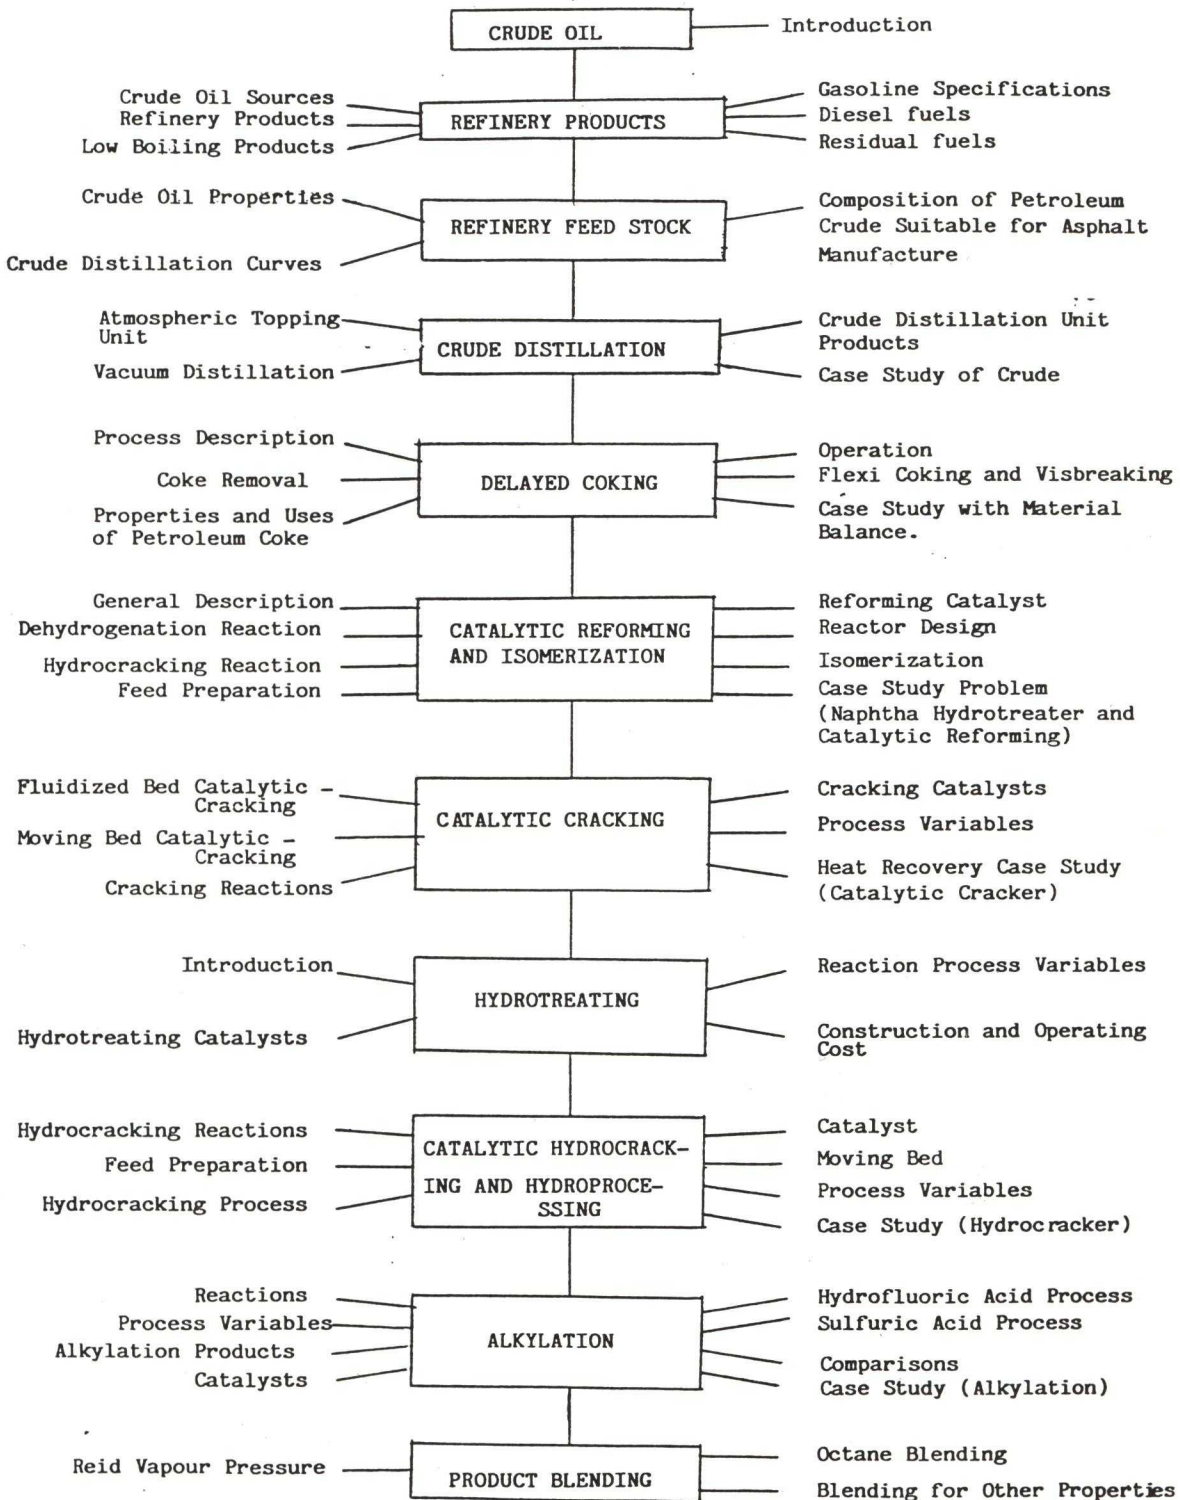 CRUDE OIL
Introduction
Crude Oil Sources
Refinery Products
Low Boiling Products
REFINERY PRODUCTS
Gasoline Specifications
Diesel fuels
Residual fuels
Crude Oil Properties
Crude Distillation Curves
REFINERY FEED STOCK
Composition of Petroleum
Crude Suitable for Asphalt
Manufacture
Atmospheric Topping
Unit
Vacuum Distillation
CRUDE DISTILLATION
Crude Distillation Unit
Products
Case Study of Crude
Process Description
Coke Removal
Properties and Uses
of Petroleum Coke
DELAYED COKING
Operation
Flexi Coking and Visbreaking
Case Study with Material
Balance.
General Description
Dehydrogenation Reaction
Hydrocracking Reaction
Feed Preparation
CATALYTIC REFORMING
AND ISOMERIZATION
Reforming Catalyst
Reactor Design
Isomerization
Case Study Problem
(Naphtha Hydrotreater and
Catalytic Reforming)
Fluidized Bed Catalytic –
Cracking
Moving Bed Catalytic –
Cracking
Cracking Reactions
CATALYTIC CRACKING
Cracking Catalysts
Process Variables
Heat Recovery Case Study
(Catalytic Cracker)
Introduction
Hydrotreating Catalysts
HYDROTREATING
Reaction Process Variables
Construction and Operating
Cost
Hydrocracking Reactions
Feed Preparation
Hydrocracking Process
CATALYTIC HYDROCRACK-
ING AND HYDROPROCE-
SSING
Catalyst
Moving Bed
Process Variables
Case Study (Hydrocracker)
Reactions
Process Variables
Alkylation Products
Catalysts
ALKYLATION
Hydrofluoric Acid Process
Sulfuric Acid Process
Comparisons
Case Study (Alkylation)
Reid Vapour Pressure
PRODUCT BLENDING
Octane Blending
Blending for Other Properties